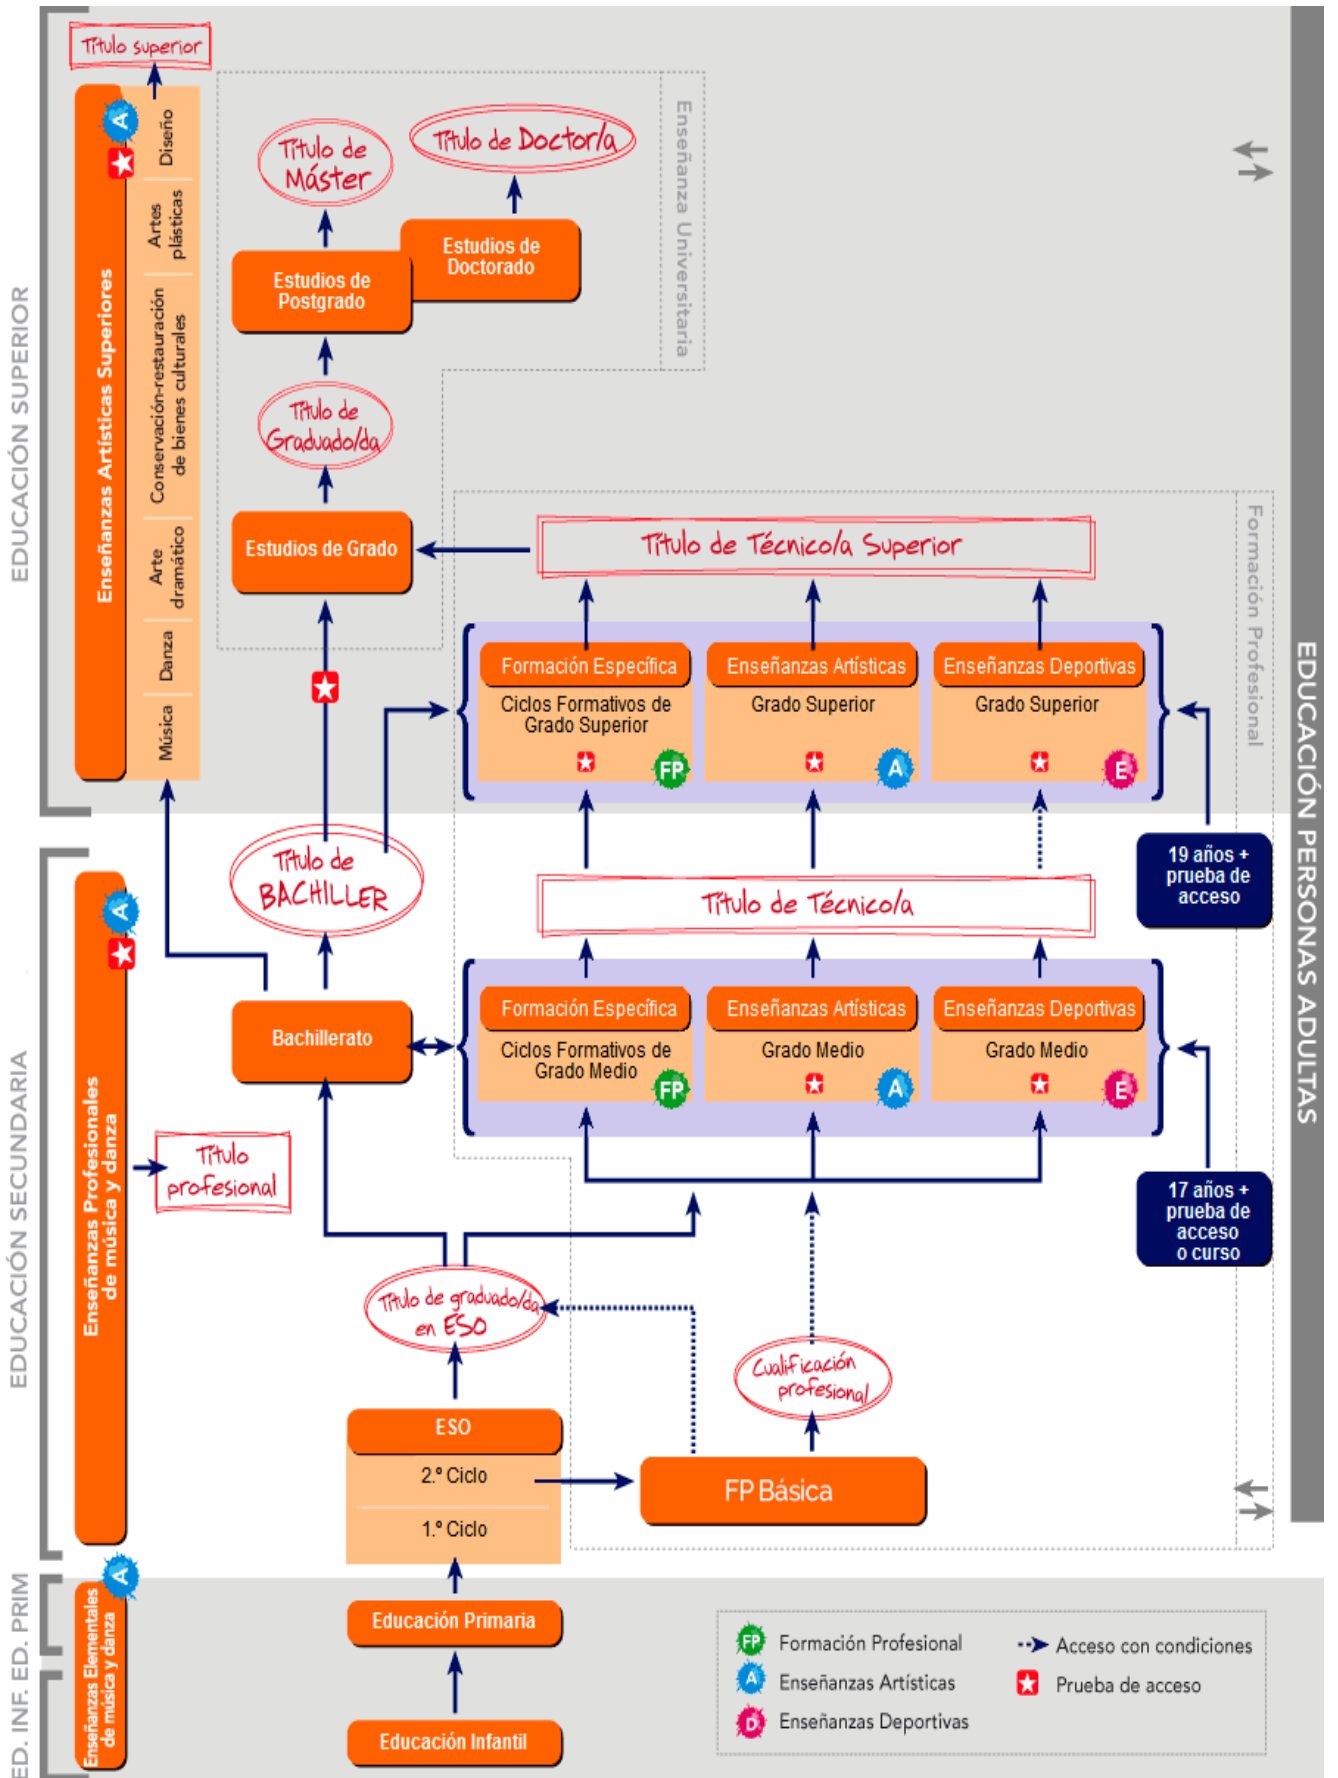 EDUCACIÓN SUPERIOR
EDUCACIÓN SECUNDARIA
ED. PRIM
ED. INF.
Título superior
Enseñanzas Artísticas Superiores
A
Diseño
Artes
plásticas
Conservación-restauración
de bienes culturales
Arte
dramático
Danza
Música
Enseñanza Universitaria
Título de
Máster
Título de Doctor/a
Estudios de
Postgrado
Estudios de
Doctorado
Título de
Graduado/da
Estudios de Grado
Formación Profesional
Título de Técnico/a Superior
Formación Específica
Ciclos Formativos de
Grado Superior
FP
Enseñanzas Artísticas
Grado Superior
A
Enseñanzas Deportivas
Grado Superior
E
19 años +
prueba de
acceso
Título de
BACHILLER
Título de Técnico/a
Bachillerato
Formación Específica
Ciclos Formativos de
Grado Medio
FP
Enseñanzas Artísticas
Grado Medio
A
Enseñanzas Deportivas
Grado Medio
E
17 años +
prueba de
acceso
o curso
Enseñanzas Profesionales
de música y danza
A
Título
profesional
Título de graduado/da
en ESO
Cualificación
profesional
ESO
2.º Ciclo
1.º Ciclo
FP Básica
Enseñanzas Elementales
de música y danza
A
Educación Primaria
Educación Infantil
EDUCACIÓN PERSONAS ADULTAS
FP Formación Profesional
A Enseñanzas Artísticas
D. Enseñanzas Deportivas
Acceso con condiciones
Prueba de acceso